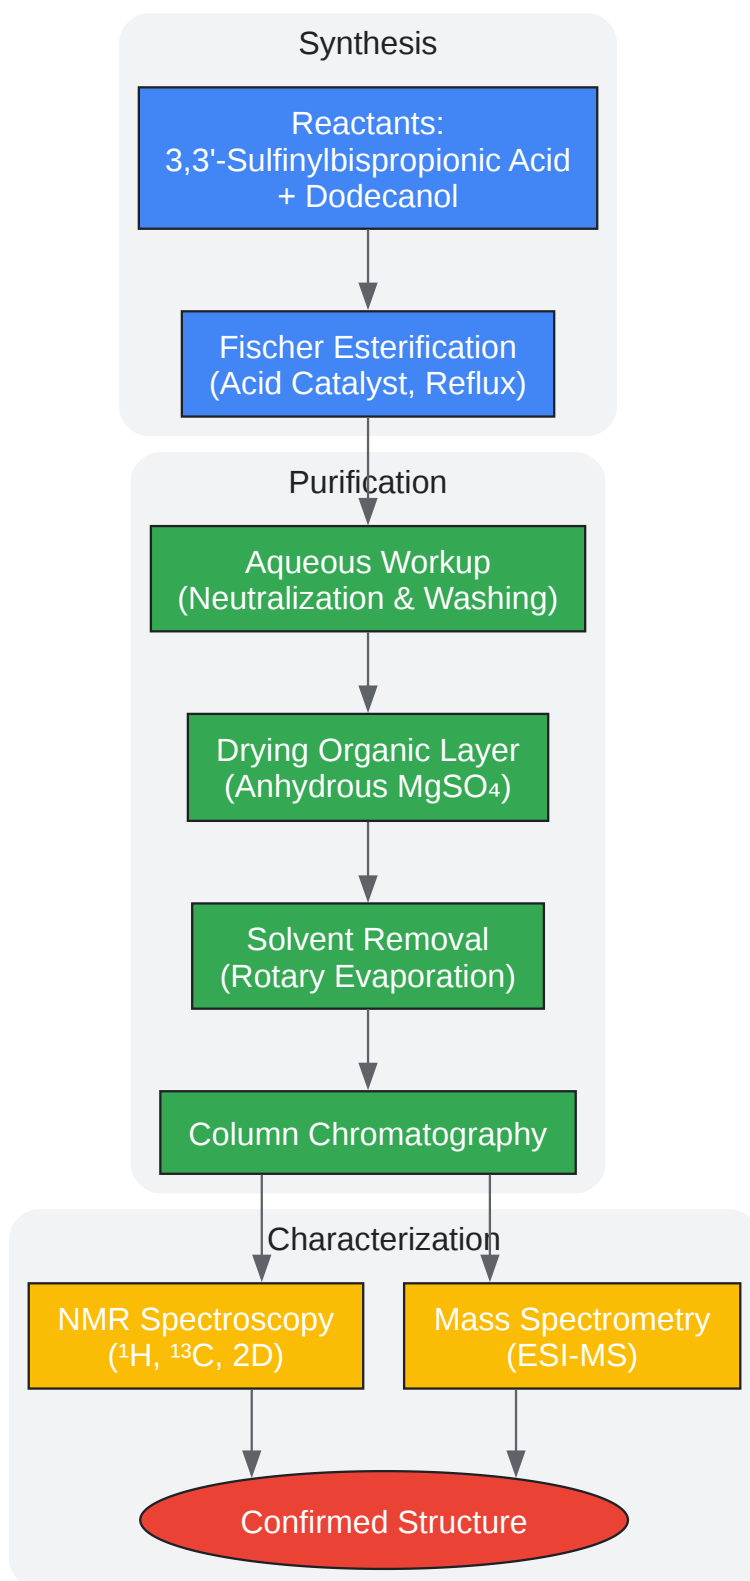 Synthesis
Reactants:
3,3'-Sulfinylbispropionic Acid
+ Dodecanol
Fischer Esterification
(Acid Catalyst, Reflux)
Purification
Aqueous Workup
(Neutralization & Washing)
Drying Organic Layer
(Anhydrous MgSO₄)
Solvent Removal
(Rotary Evaporation)
Column Chromatography
Characterization
NMR Spectroscopy
(¹H, ¹³C, 2D)
Mass Spectrometry
(ESI-MS)
Confirmed Structure